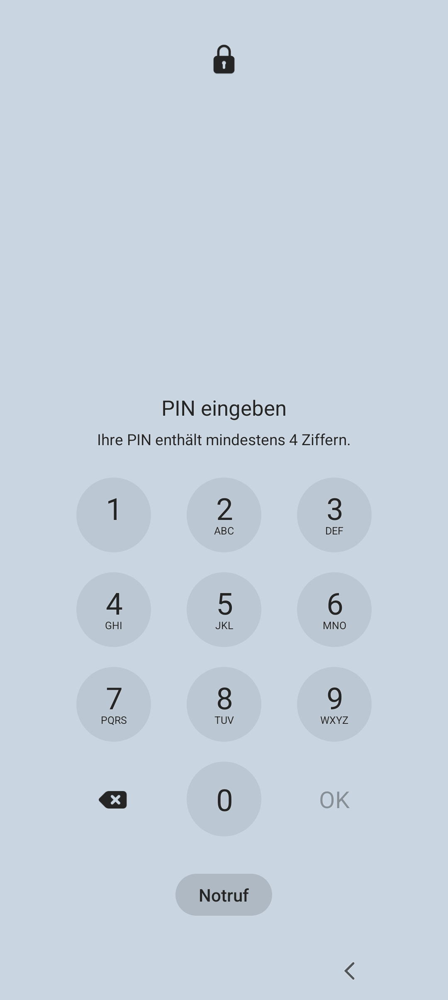 PIN eingeben
Ihre PIN enthält mindestens 4 Ziffern.
1 2 3
ABC DEF
4 5 6
GHI JKL MNO
7 8 9
PQRS TUV WXYZ
0 OK
Notruf